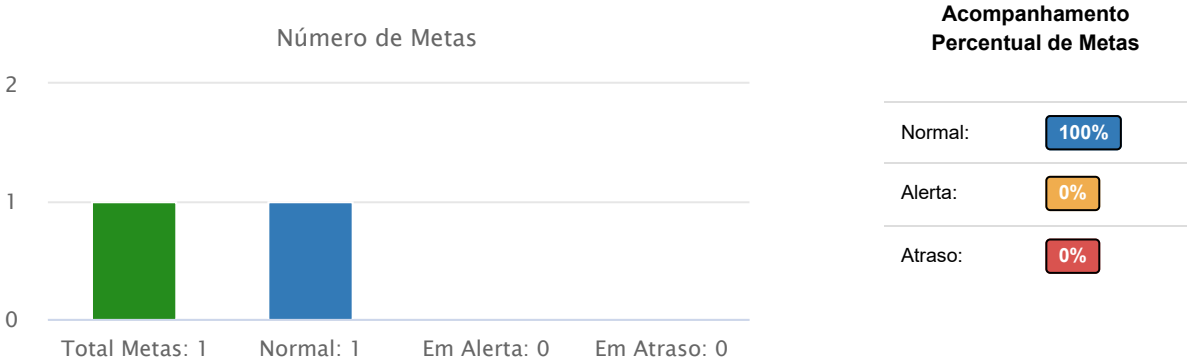 Número de Metas
2
1
0
Total Metas: 1
Normal: 1
Em Alerta: 0
Em Atraso: 0
Acompanhamento
Percentual de Metas
Normal: 100%
Alerta: 0%
Atraso: 0%